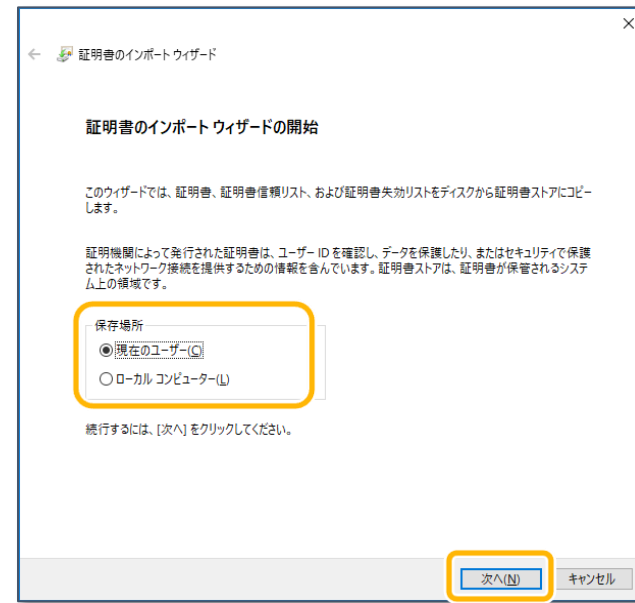 証明書のインポート ウィザード
証明書のインポート ウィザードの開始
このウィザードでは、証明書、証明書信頼リスト、および証明書失効リストをディスクから証明書ストアにコピー
します。
証明機関によって発行された証明書は、ユーザー ID を確認し、データを保護したり、またはセキュリティで保護
されたネットワーク接続を提供するための情報を含んでいます。証明書ストアは、証明書が保管されるシステ
ム上の領域です。
保存場所
現在のユーザー(C)
ローカル コンピューター(L)
続行するには、[次へ] をクリックしてください。
次へ(N) キャンセル